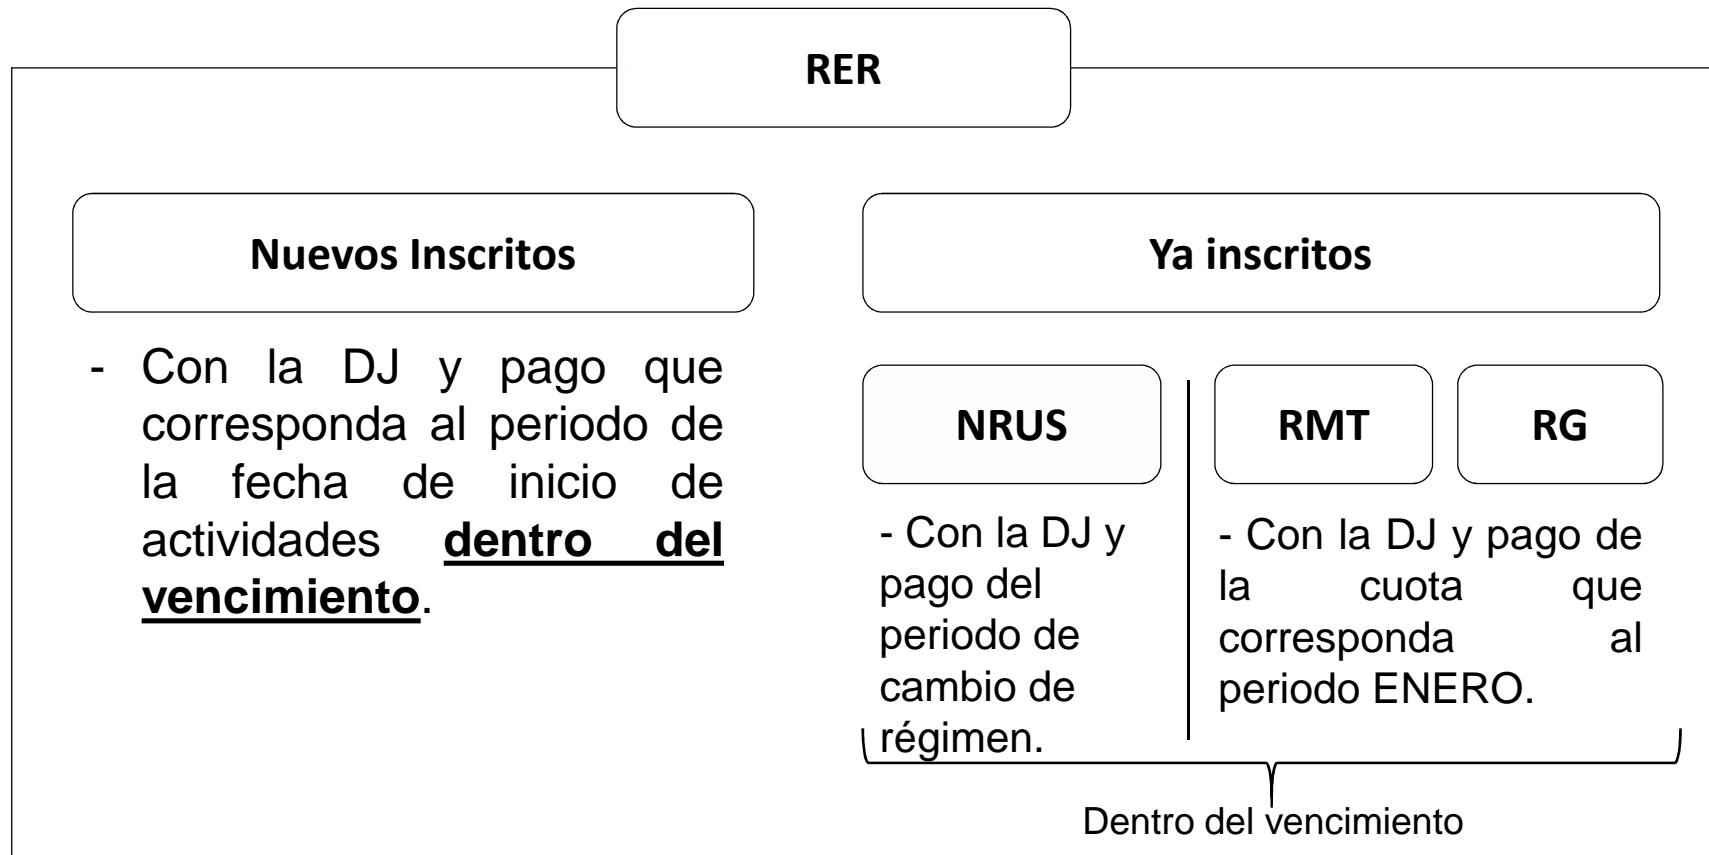 RER
Nuevos Inscritos
- Con la DJ y pago que
corresponda al periodo de
la fecha de inicio de
actividades dentro del
vencimiento.
Ya inscritos
NRUS
- Con la DJ y
pago del
periodo de
cambio de
régimen.
RMT
RG
- Con la DJ y pago de
la cuota que
corresponda al
periodo ENERO.
Dentro del vencimiento